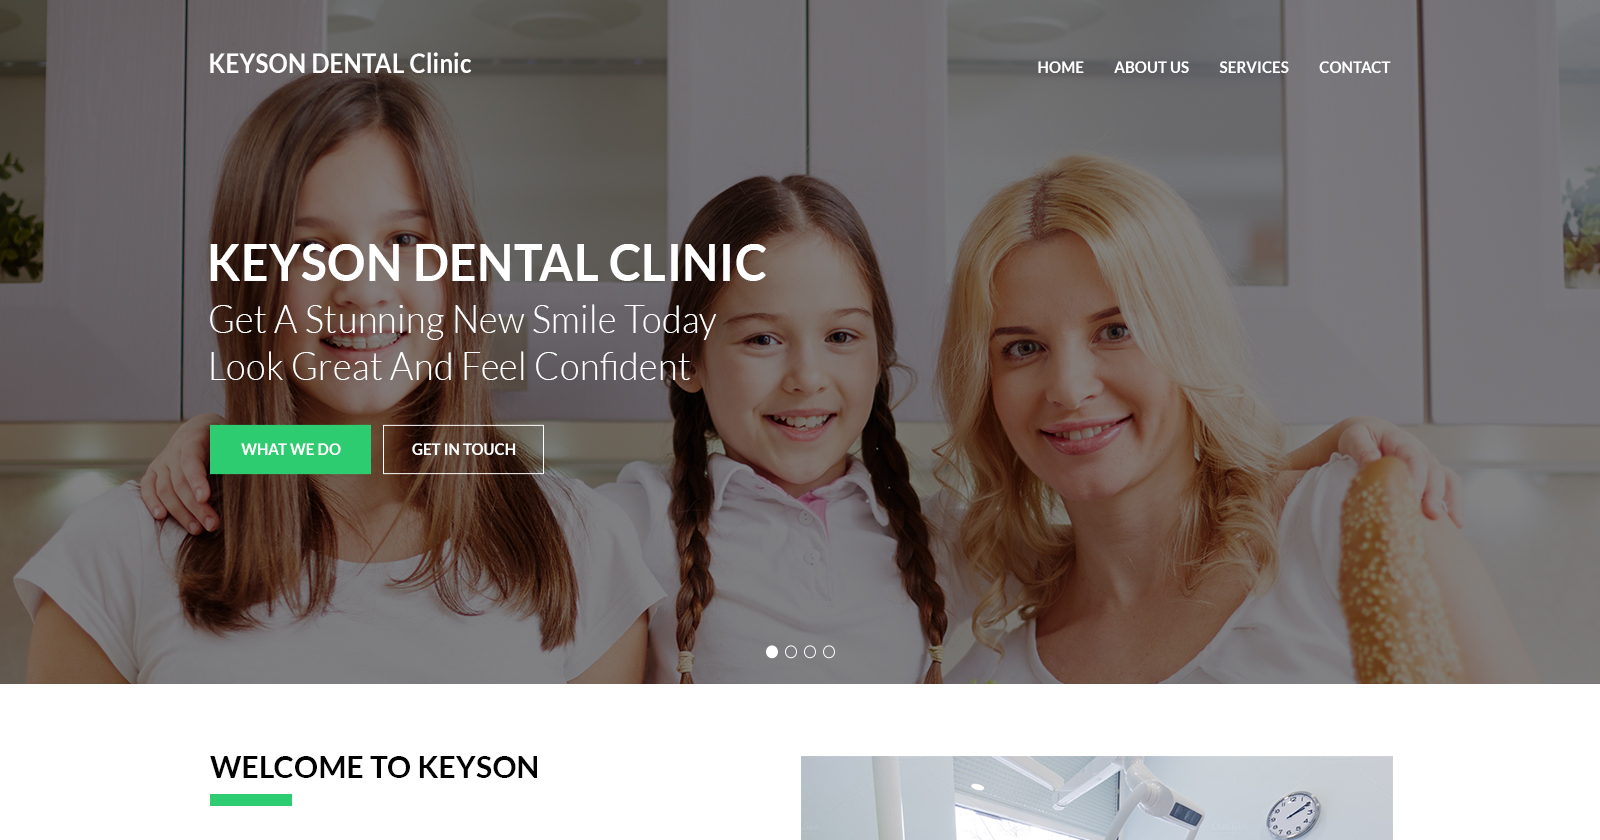 KEYSON DENTAL Clinic
HOME ABOUT US SERVICES CONTACT
KEYSON DENTAL CLINIC
Get A Stunning New Smile Today
Look Great And Feel Confident
WHAT WE DO GET IN TOUCH
WELCOME TO KEYSON